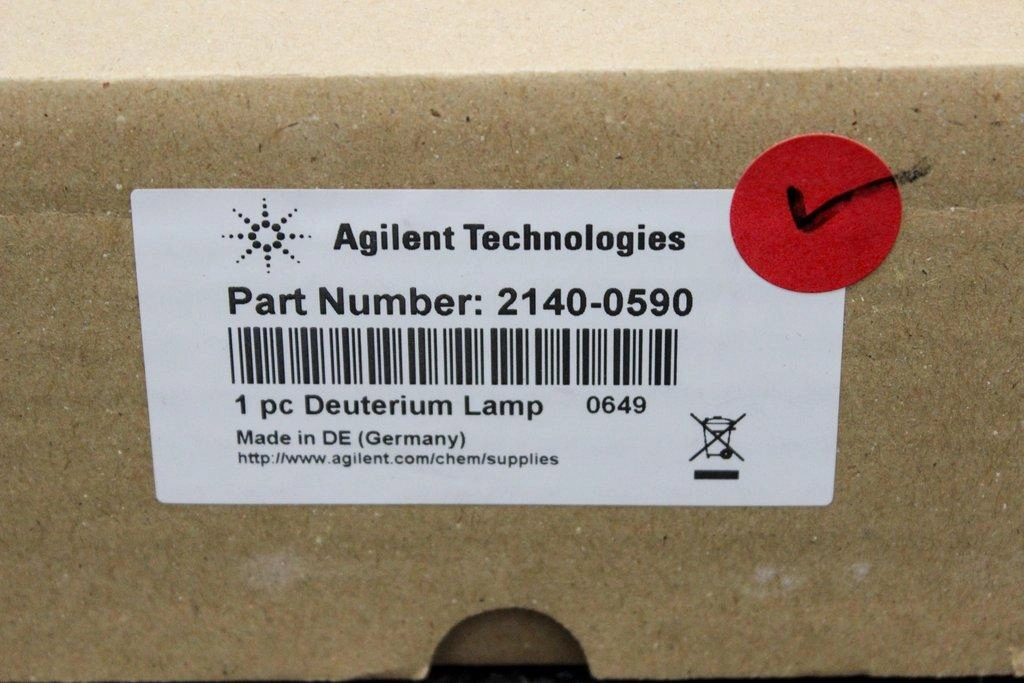 Agilent Technologies
Part Number: 2140-0590
1 pc Deuterium Lamp 0649
Made in DE (Germany)
http://www.agilent.com/chem/supplies